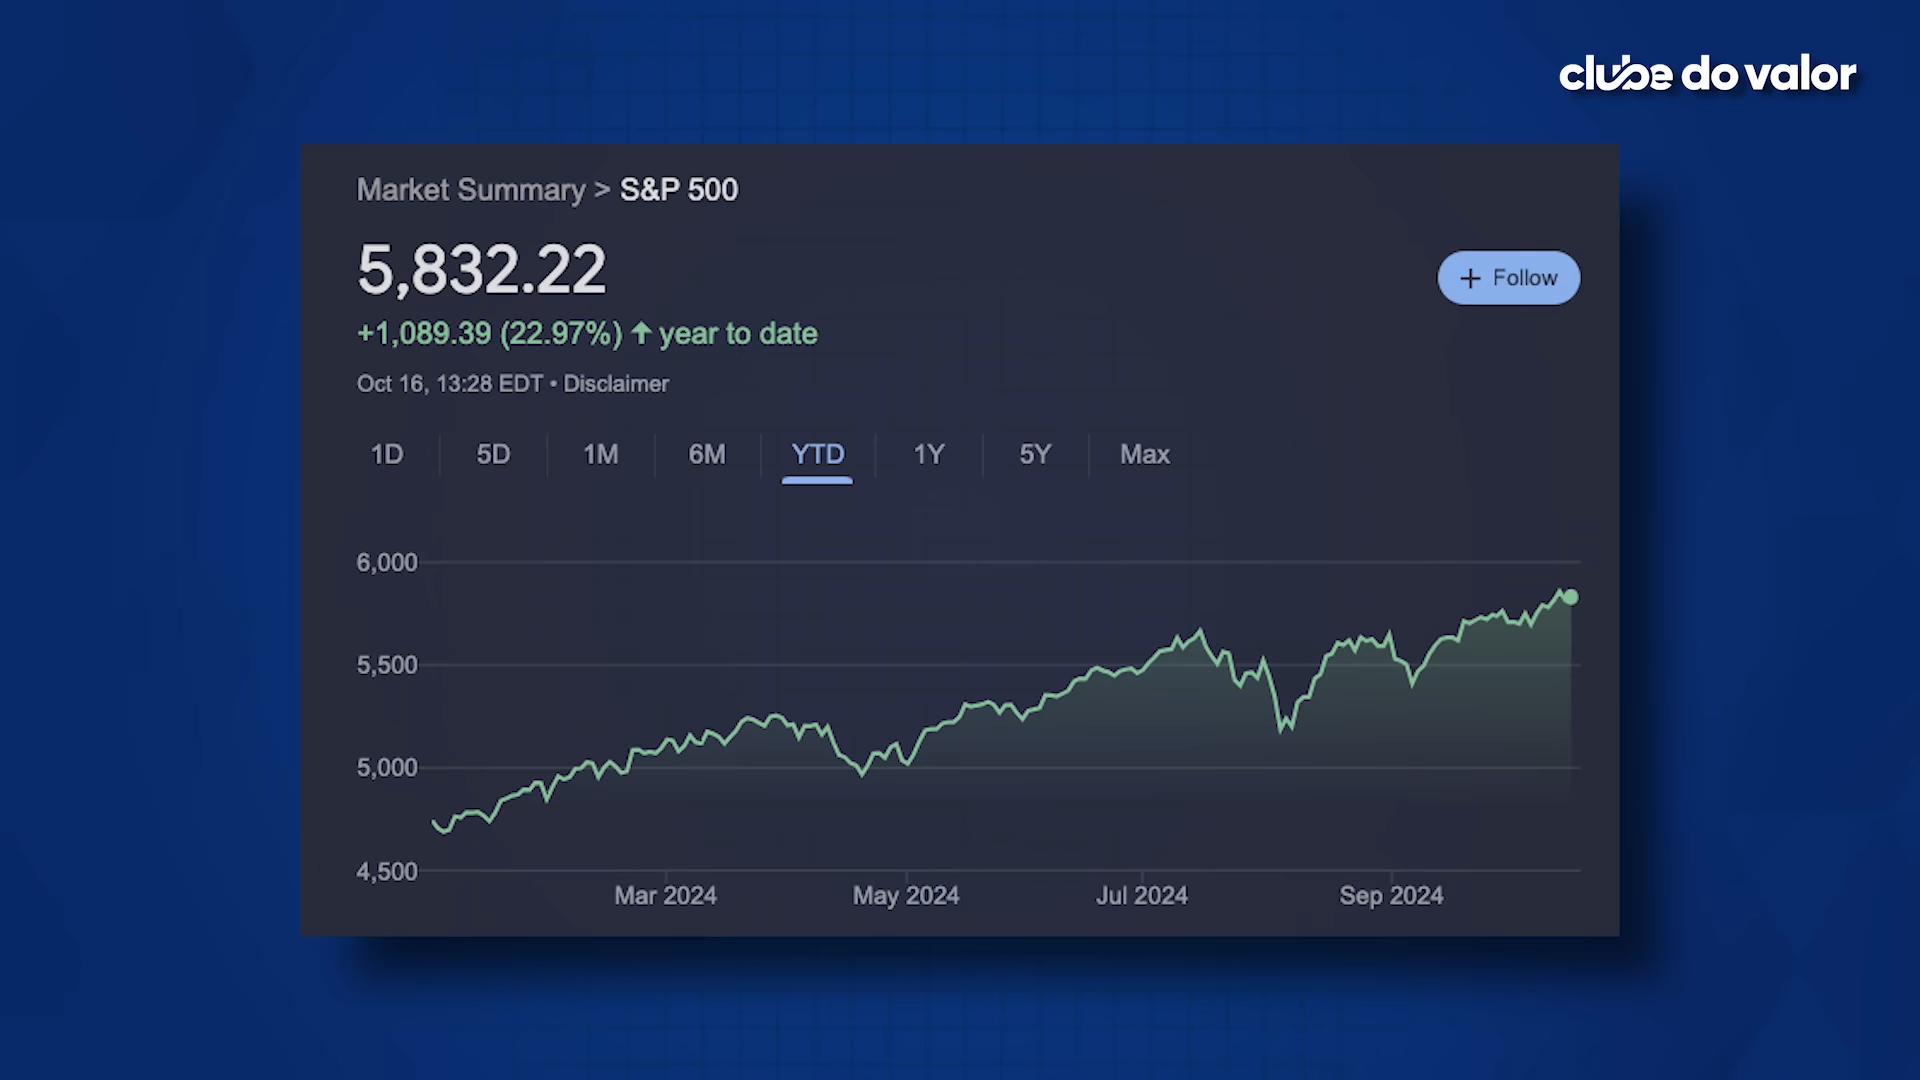 clube do valor
Market Summary > S&P 500
5,832.22
+ Follow
+1,089.39 (22.97%) ↑ year to date
Oct 16, 13:28 EDT • Disclaimer
1D 5D 1M 6M YTD 1Y 5Y Max
6,000
5,500
5,000
4,500
Mar 2024 May 2024 Jul 2024 Sep 2024